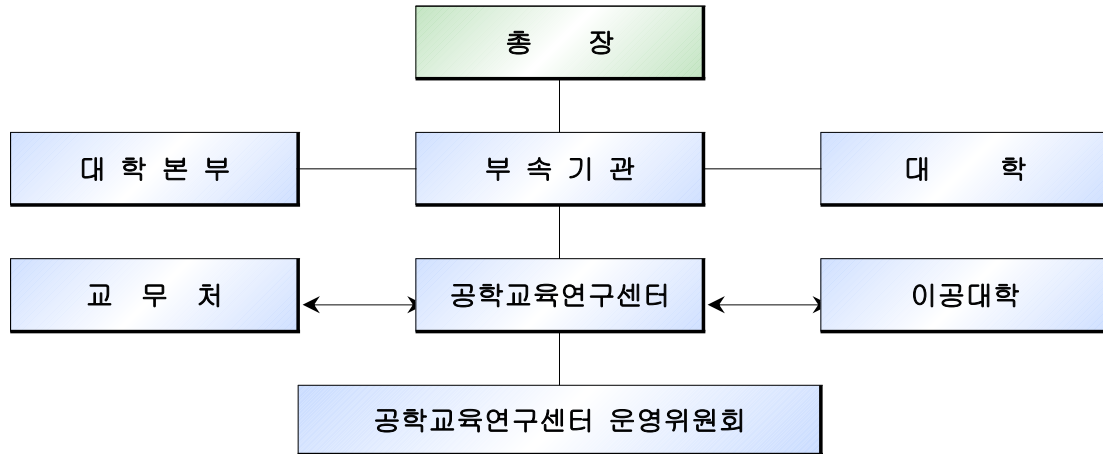 총 장
대 학 본 부
부 속 기 관
대 학
교 무 처
공학교육연구센터
이공대학
공학교육연구센터 운영위원회